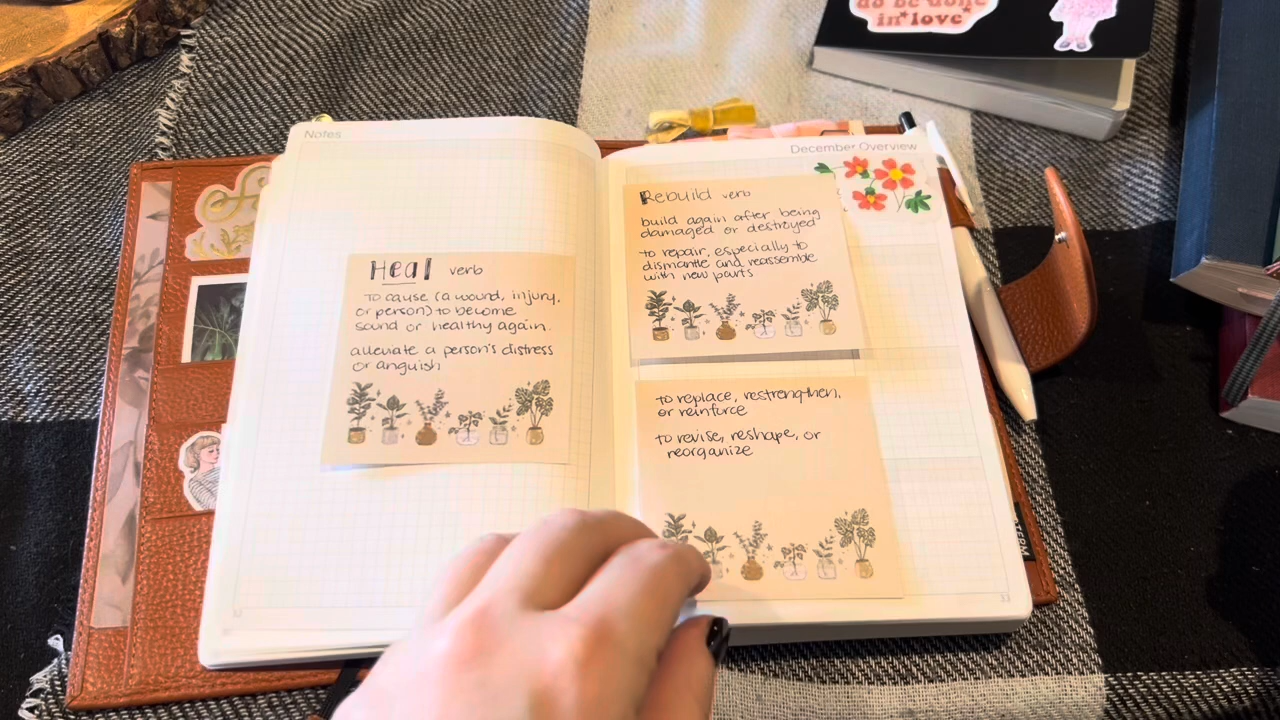 do be done
in*love*
Notes
December Overview
Heal verb
to cause (a wound, injury,
or person) to become
sound or healthy again.
alleviate a person's distress
or anguish
Rebuild verb
build again after being
damaged or destroyed
to repair, especially to
dismantle and reassemble
with new parts
to replace, restrengthen,
or reinforce
to revise, reshape, or
reorganize
33